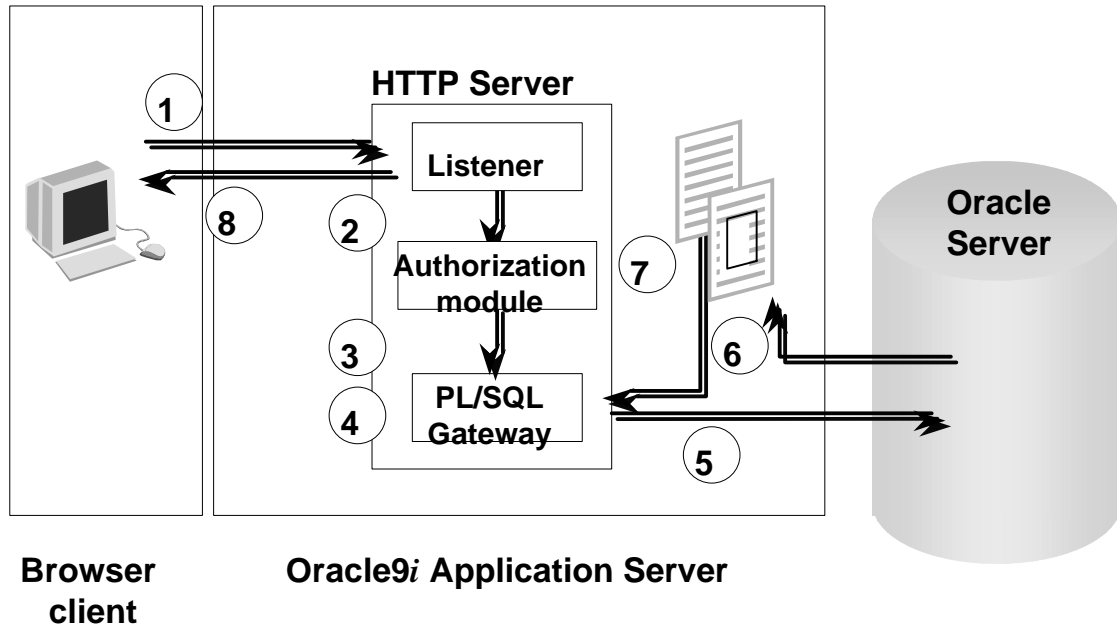 HTTP Server
1
Listener
8
2
Authorization
module
7
3
6
4
PL/SQL
Gateway
5
Oracle
Server
Browser
client
Oracle9i Application Server